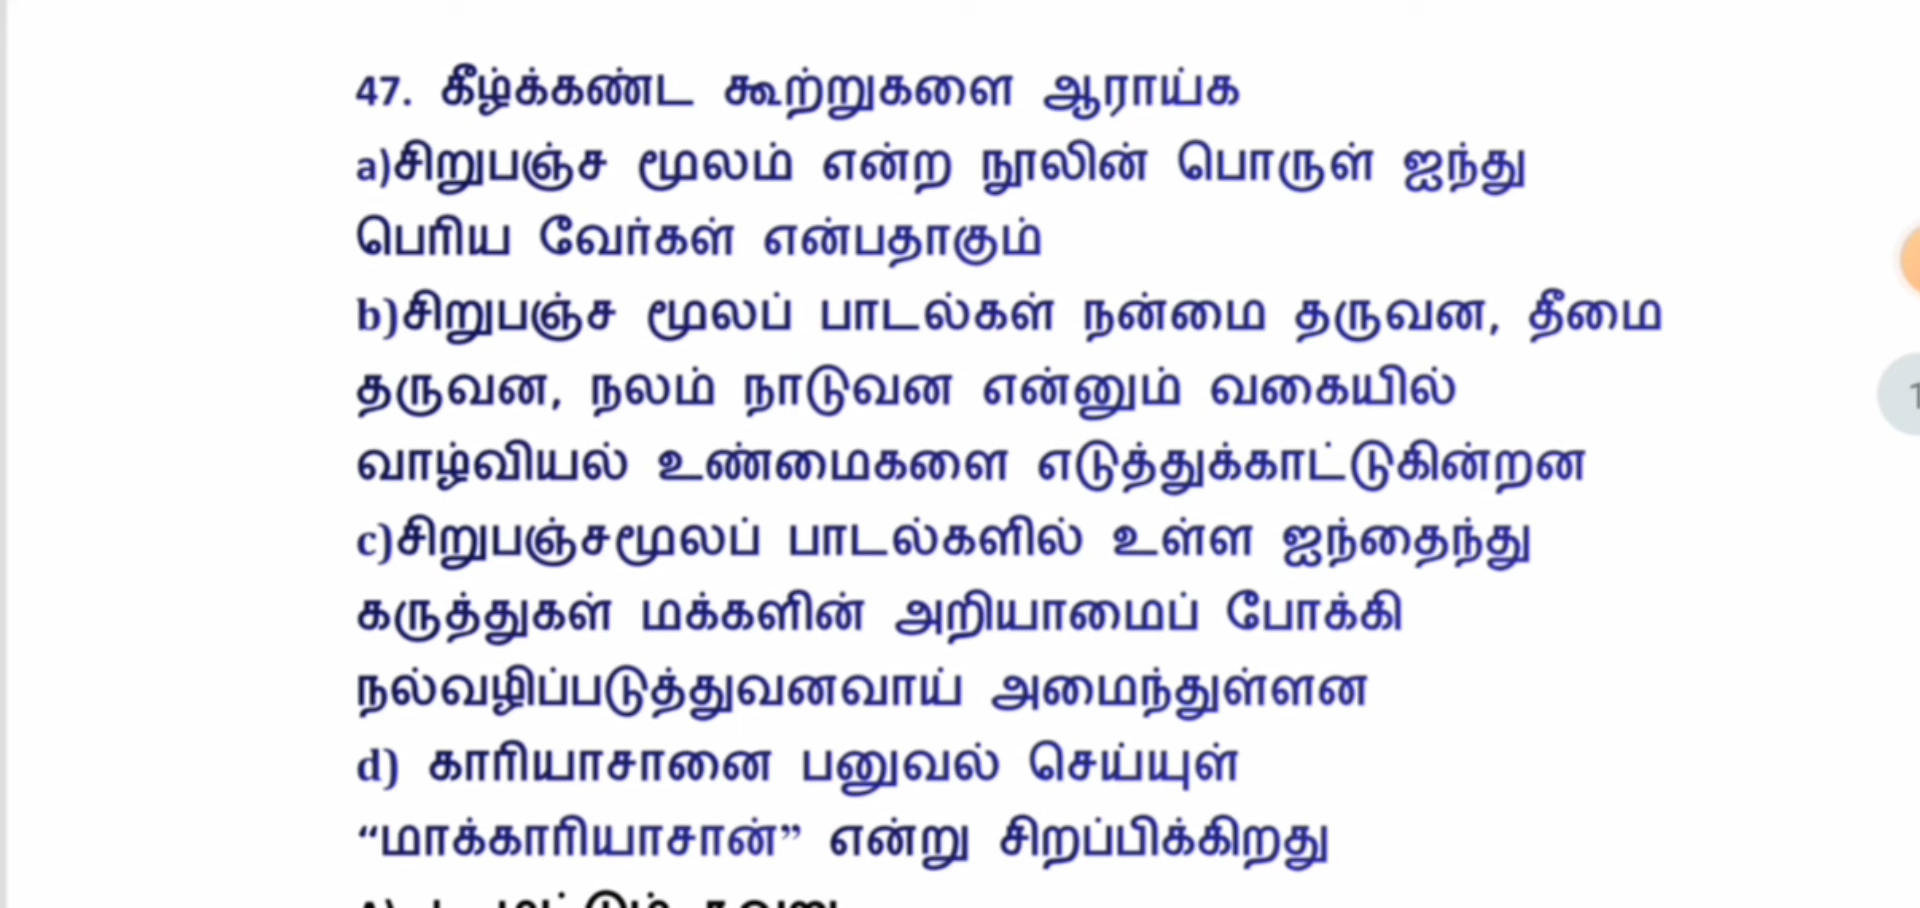 47. கீழ்க்கண்ட கூற்றுகளை ஆராய்க
a)சிறுபஞ்ச மூலம் என்ற நூலின் பொருள் ஐந்து
பெரிய வேர்கள் என்பதாகும்
b)சிறுபஞ்ச மூலப் பாடல்கள் நன்மை தருவன, தீமை
தருவன, நலம் நாடுவன என்னும் வகையில்
வாழ்வியல் உண்மைகளை எடுத்துக்காட்டுகின்றன
c)சிறுபஞ்சமூலப் பாடல்களில் உள்ள ஐந்தைந்து
கருத்துகள் மக்களின் அறியாமைப் போக்கி
நல்வழிப்படுத்துவனவாய் அமைந்துள்ளன
d) காரியாசானை பனுவல் செய்யுள்
“மாக்காரியாசான்” என்று சிறப்பிக்கிறது